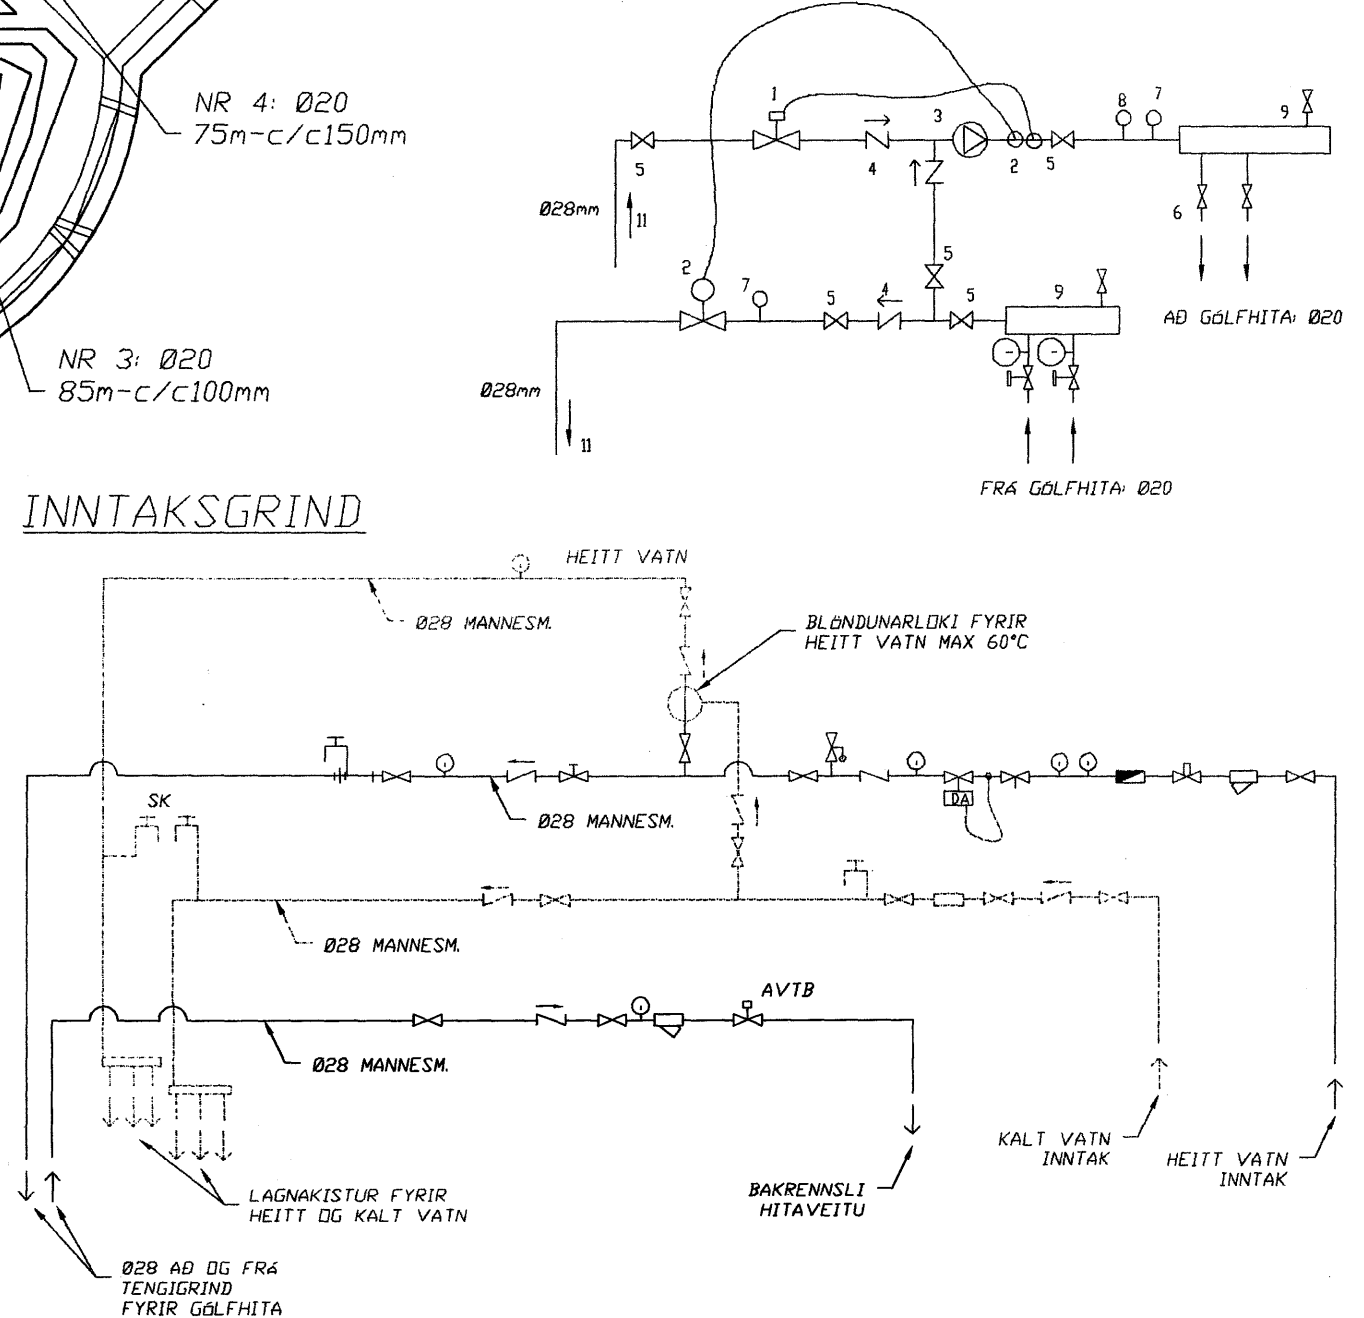 NR 4: Ø20
75m-c/c150mm
NR 3: Ø20
85m-c/c100mm
1
3
8
7
9
5
4
2
5
6
Ø28mm
11
5
2
7
5
4
5
9
AÐ GÓLFHITA: Ø20
Ø28mm
11
FRÁ GÓLFHITA: Ø20
INNTAKSGRIND
HEITT VATN
Ø28 MANNESM.
BLÖNDUNARLOKI FYRIR
HEITT VATN MAX 60°C
SK
DA
Ø28 MANNESM.
Ø28 MANNESM.
AVTB
Ø28 MANNESM.
KALT VATN
INNTAK
HEITT VATN
INNTAK
BAKRENNSLI
HITAVEITU
LAGNAKISTUR FYRIR
HEITT OG KALT VATN
Ø28 AÐ OG FRÁ
TENGIGRIND
FYRIR GÓLFHITA